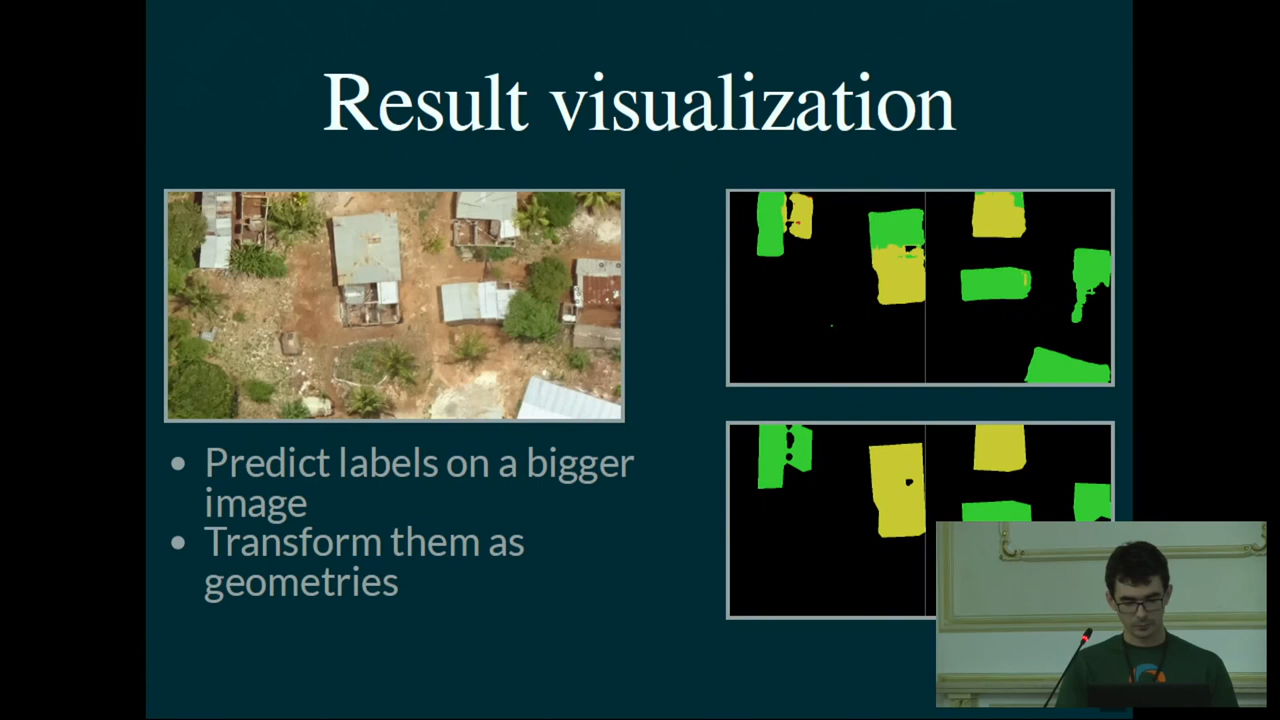 Result visualization
• Predict labels on a bigger
image
• Transform them as
geometries